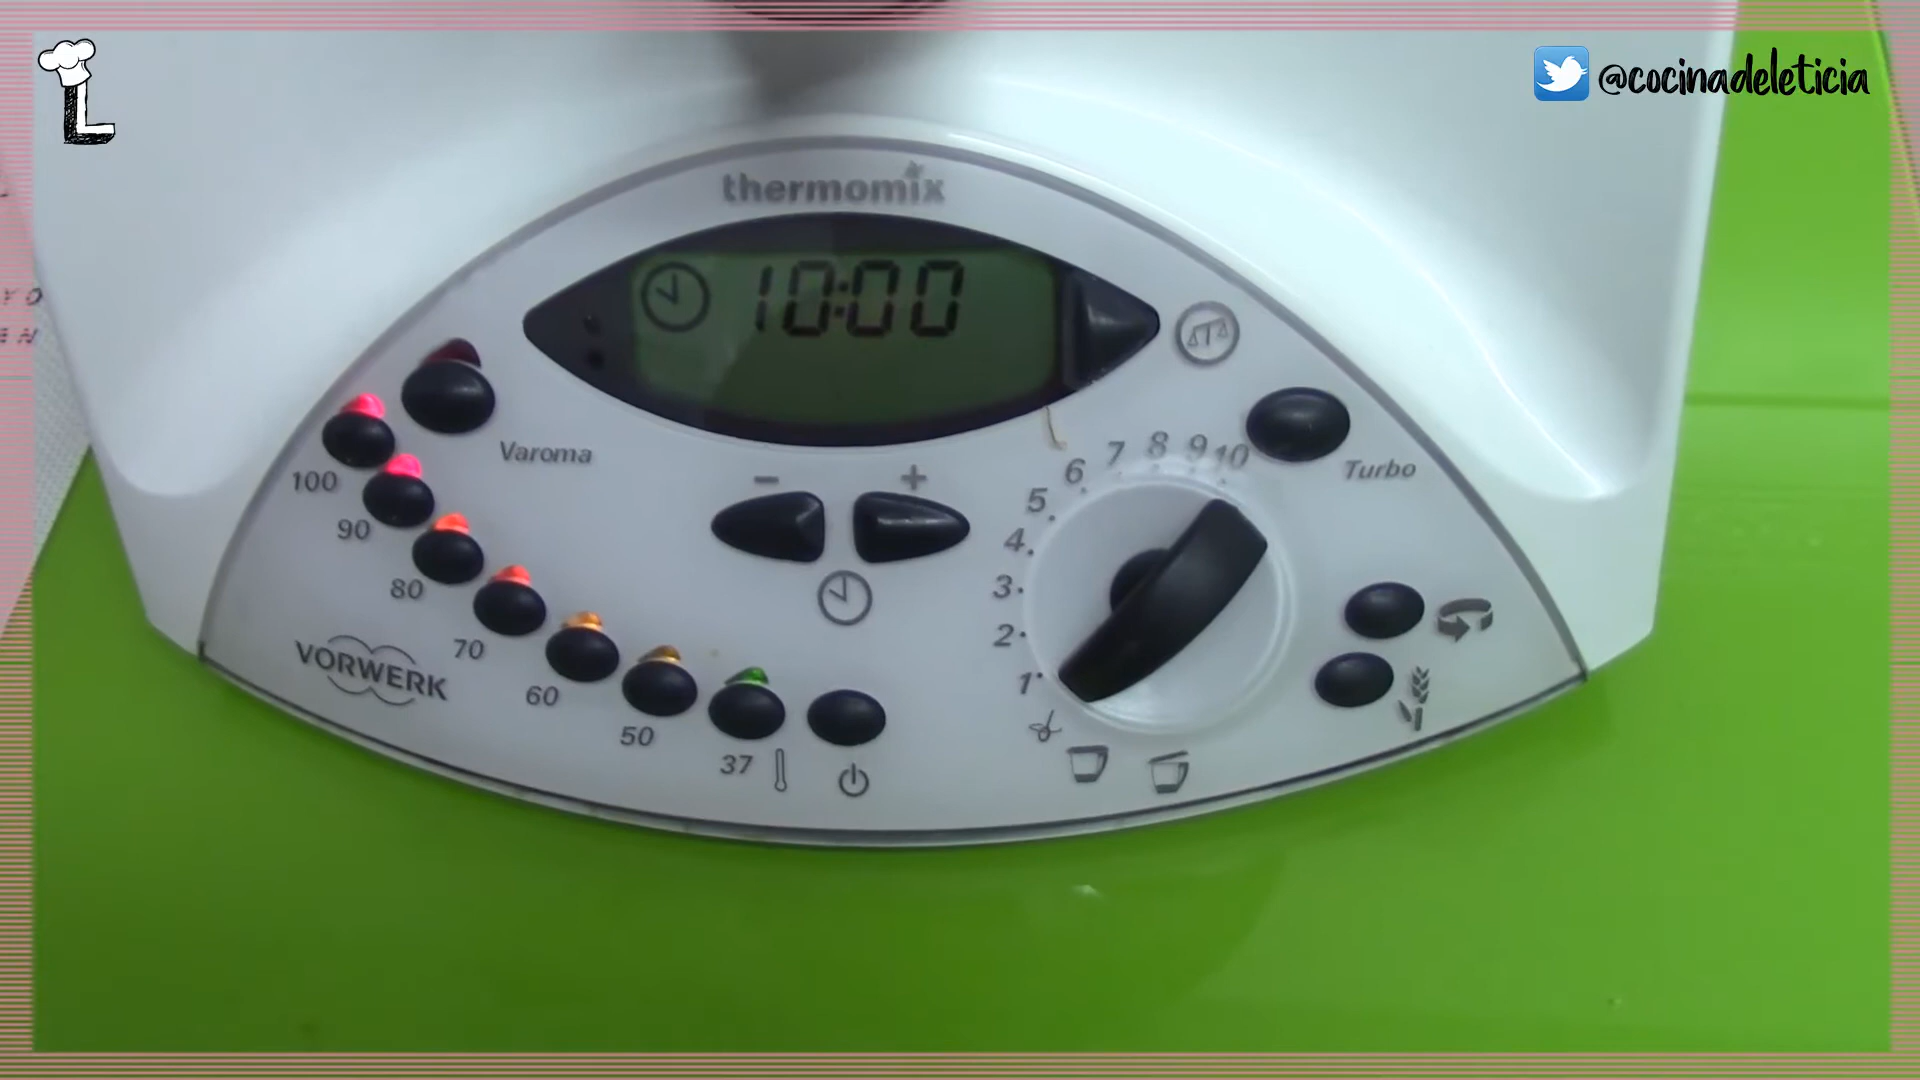 L
@cocinadeleticia
thermomix
10:00
Varoma
− +
Turbo
100
90
80
70
60
50
37
VORWERK
1
2
3
4
5
6
7
8
9
10
Y O
E N